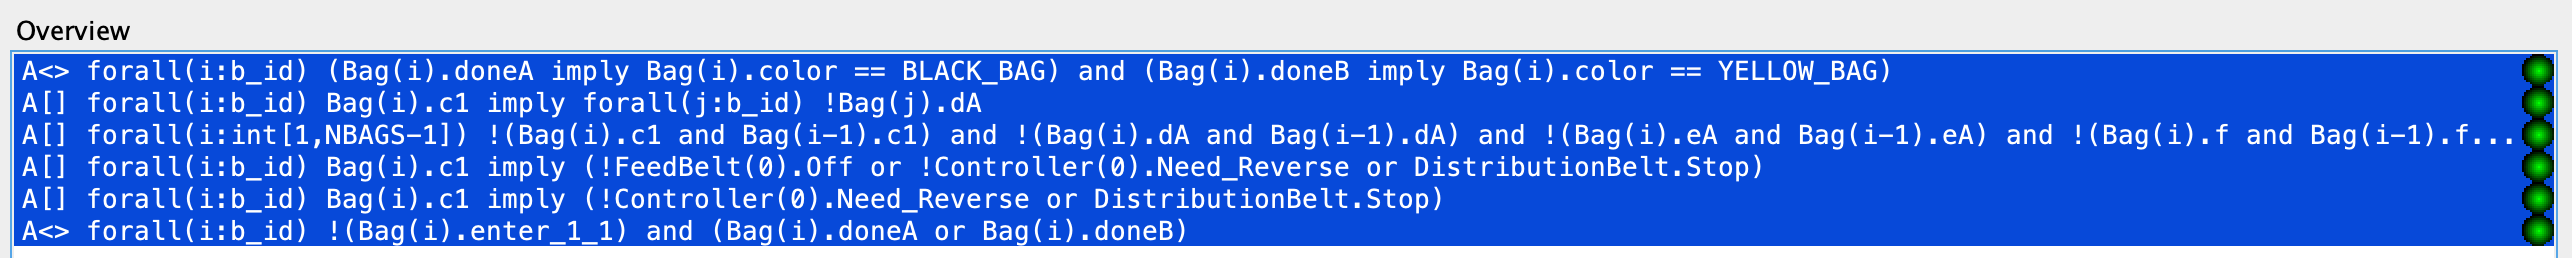 Overview
A<> forall(i:b_id) (Bag(i).doneA imply Bag(i).color == BLACK_BAG) and (Bag(i).doneB imply Bag(i).color == YELLOW_BAG)
A[] forall(i:b_id) Bag(i).c1 imply forall(j:b_id) !Bag(j).dA
A[] forall(i:int[1,NBAGS-1]) !(Bag(i).c1 and Bag(i-1).c1) and !(Bag(i).dA and Bag(i-1).dA) and !(Bag(i).eA and Bag(i-1).eA) and !(Bag(i).f and Bag(i-1).f...
A[] forall(i:b_id) Bag(i).c1 imply (!FeedBelt(0).Off or !Controller(0).Need_Reverse or DistributionBelt.Stop)
A[] forall(i:b_id) Bag(i).c1 imply (!Controller(0).Need_Reverse or DistributionBelt.Stop)
A<> forall(i:b_id) !(Bag(i).enter_1_1) and (Bag(i).doneA or Bag(i).doneB)